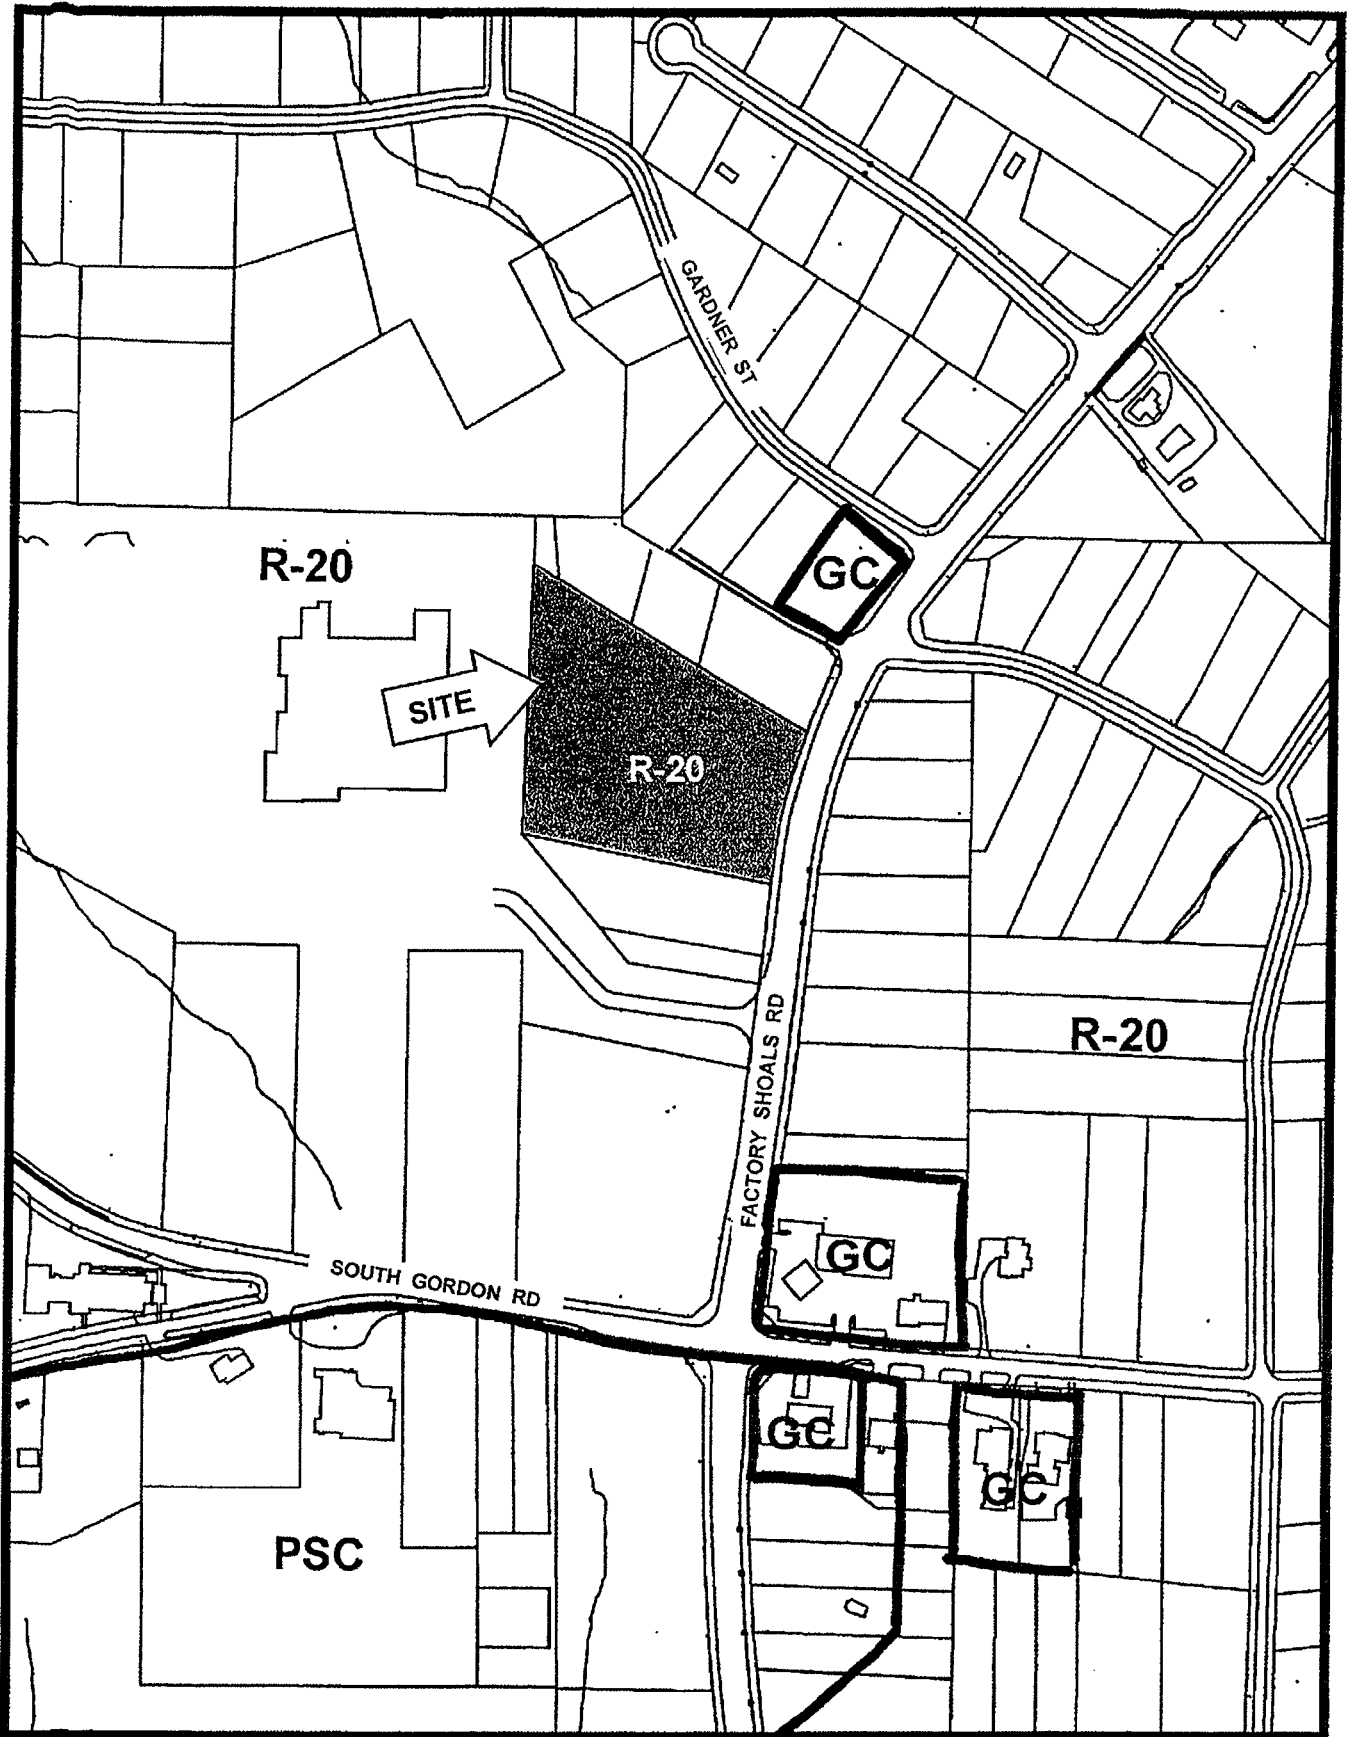 GARDNER ST
R-20
GC
SITE
R-20
FACTORY SHOALS RD
R-20
GC
SOUTH GORDON RD
GC
GC
PSC